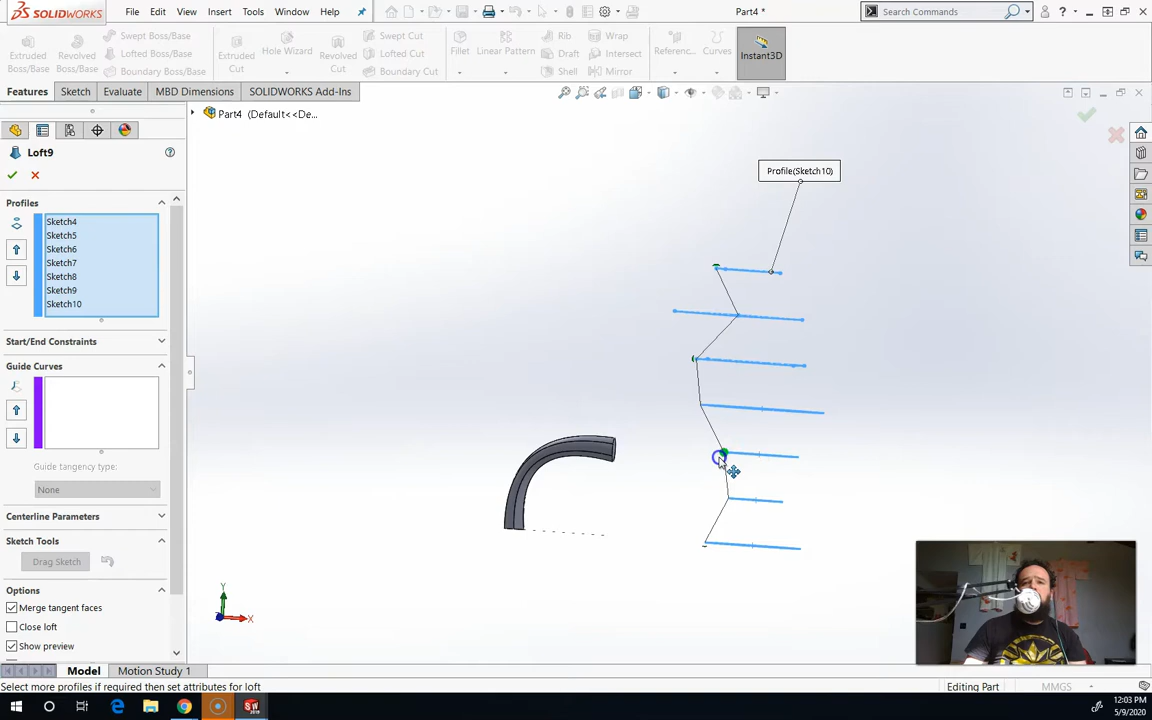 SOLIDWORKS File Edit View Insert Tools Window Help Part4 * Search Commands
Extruded Boss/Base
Revolved Boss/Base
Swept Boss/Base
Lofted Boss/Base
Boundary Boss/Base
Extruded Cut
Hole Wizard
Revolved Cut
Swept Cut
Lofted Cut
Boundary Cut
Fillet
Linear Pattern
Rib
Draft
Shell
Wrap
Intersect
Mirror
Referenc...
Curves
Instant3D
Features Sketch Evaluate MBD Dimensions SOLIDWORKS Add-Ins
Part4 (Default<<De...
Loft9
Profiles
Sketch4
Sketch5
Sketch6
Sketch7
Sketch8
Sketch9
Sketch10
Start/End Constraints
Guide Curves
Guide tangency type:
None
Centerline Parameters
Sketch Tools
Drag Sketch
Options
Merge tangent faces
Close loft
Show preview
Profile(Sketch10)
Y
X
Model Motion Study 1
Select more profiles if required then set attributes for loft
Editing Part
MMGS
12:03 PM
5/9/2020